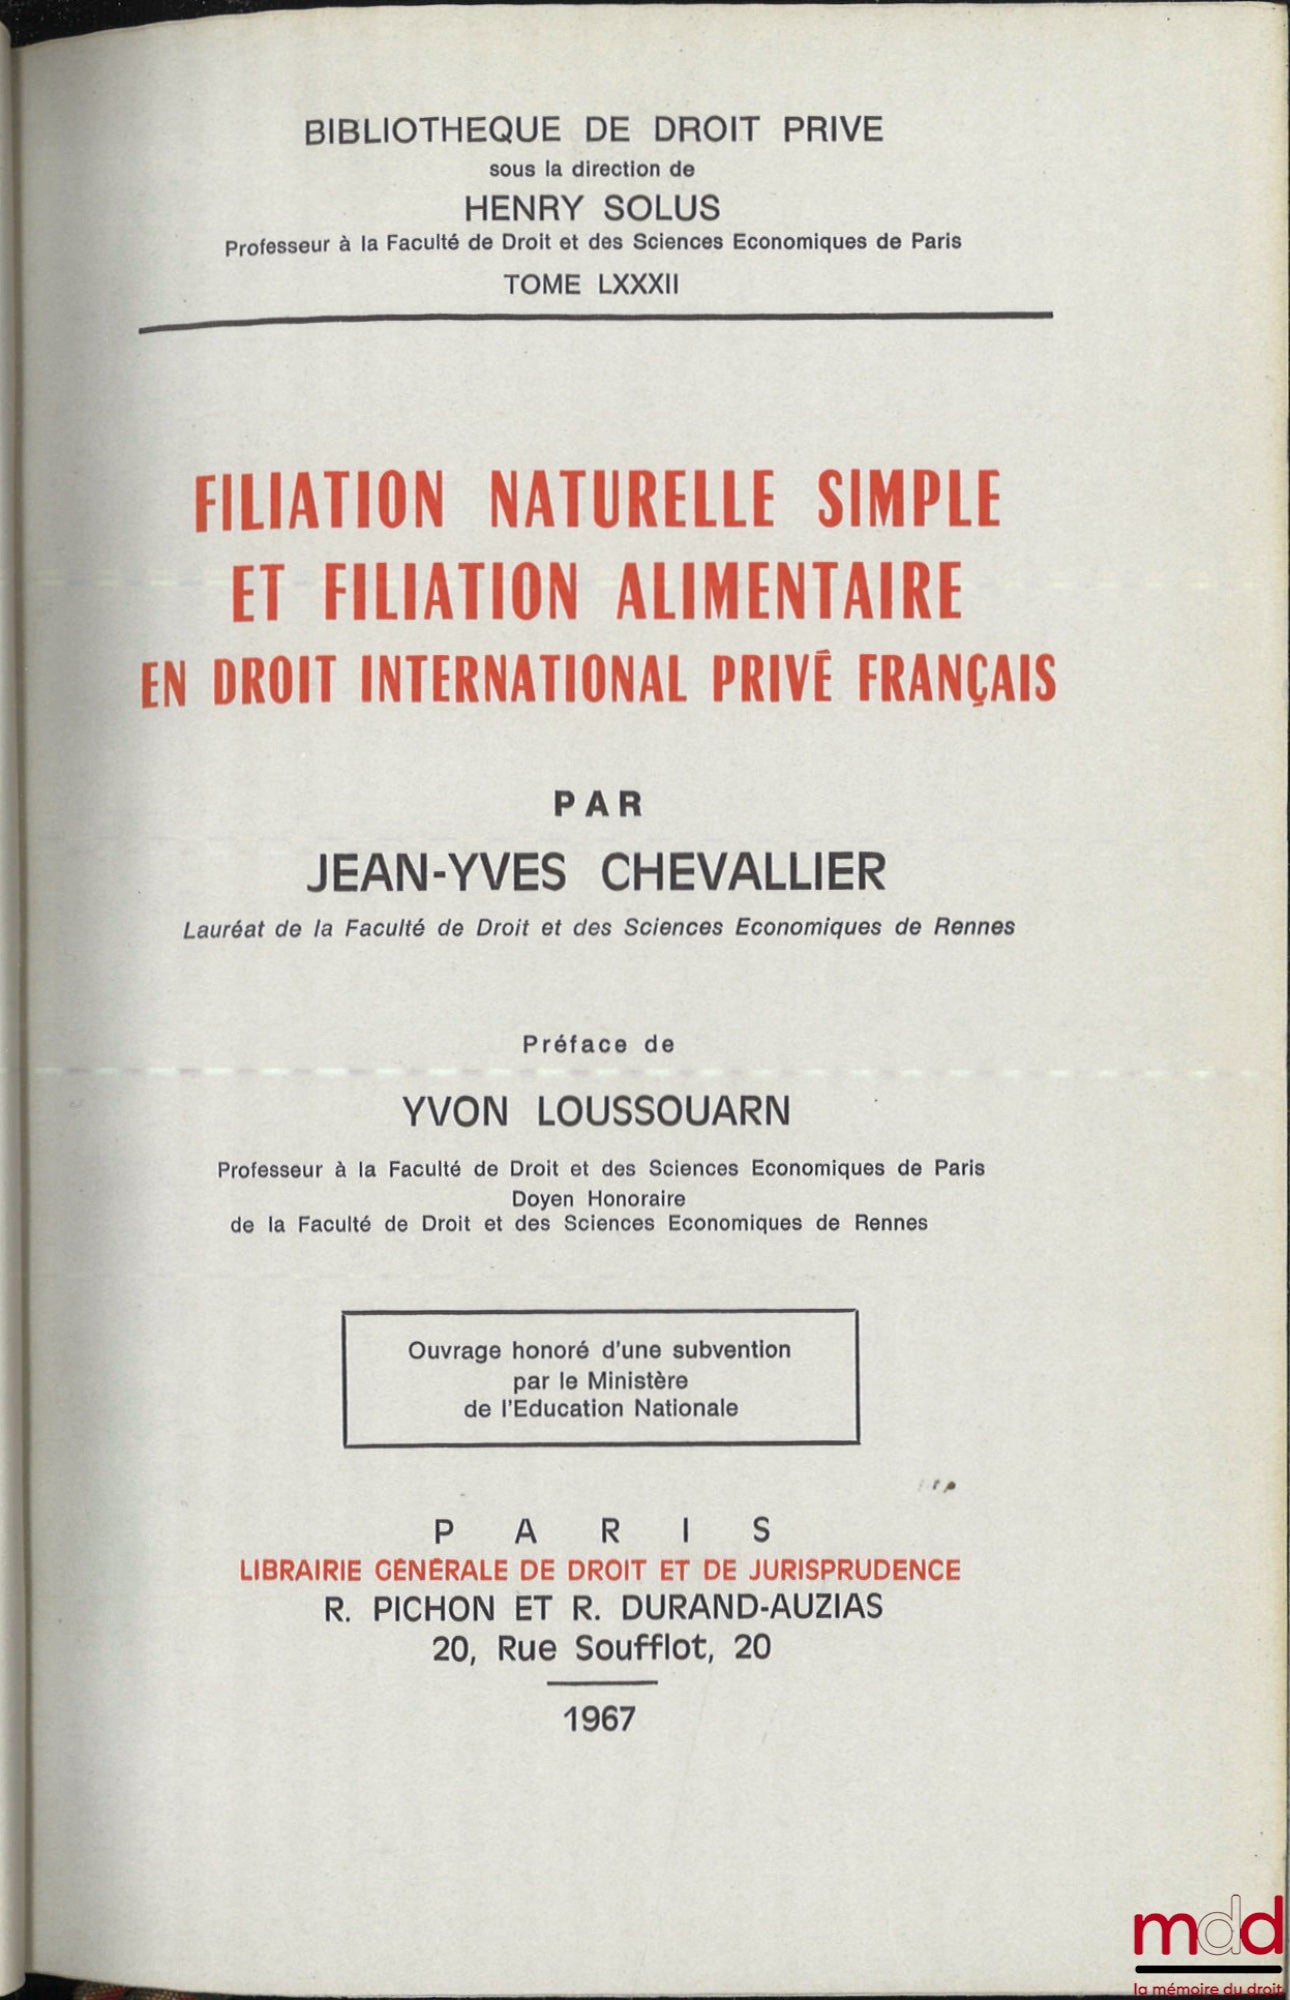 BIBLIOTHEQUE DE DROIT PRIVE
sous la direction de
HENRY SOLUS
Professeur à la Faculté de Droit et des Sciences Economiques de Paris
TOME LXXXII
FILIATION NATURELLE SIMPLE
ET FILIATION ALIMENTAIRE
EN DROIT INTERNATIONAL PRIVÉ FRANÇAIS
PAR
JEAN-YVES CHEVALLIER
Lauréat de la Faculté de Droit et des Sciences Economiques de Rennes
Préface de
YVON LOUSSOUARN
Professeur à la Faculté de Droit et des Sciences Economiques de Paris
Doyen Honoraire
de la Faculté de Droit et des Sciences Economiques de Rennes
Ouvrage honoré d'une subvention
par le Ministère
de l'Education Nationale
PARIS
LIBRAIRIE GÉNÉRALE DE DROIT ET DE JURISPRUDENCE
R. PICHON ET R. DURAND-AUZIAS
20, Rue Soufflot, 20
1967
mdd
la mémoire du droit